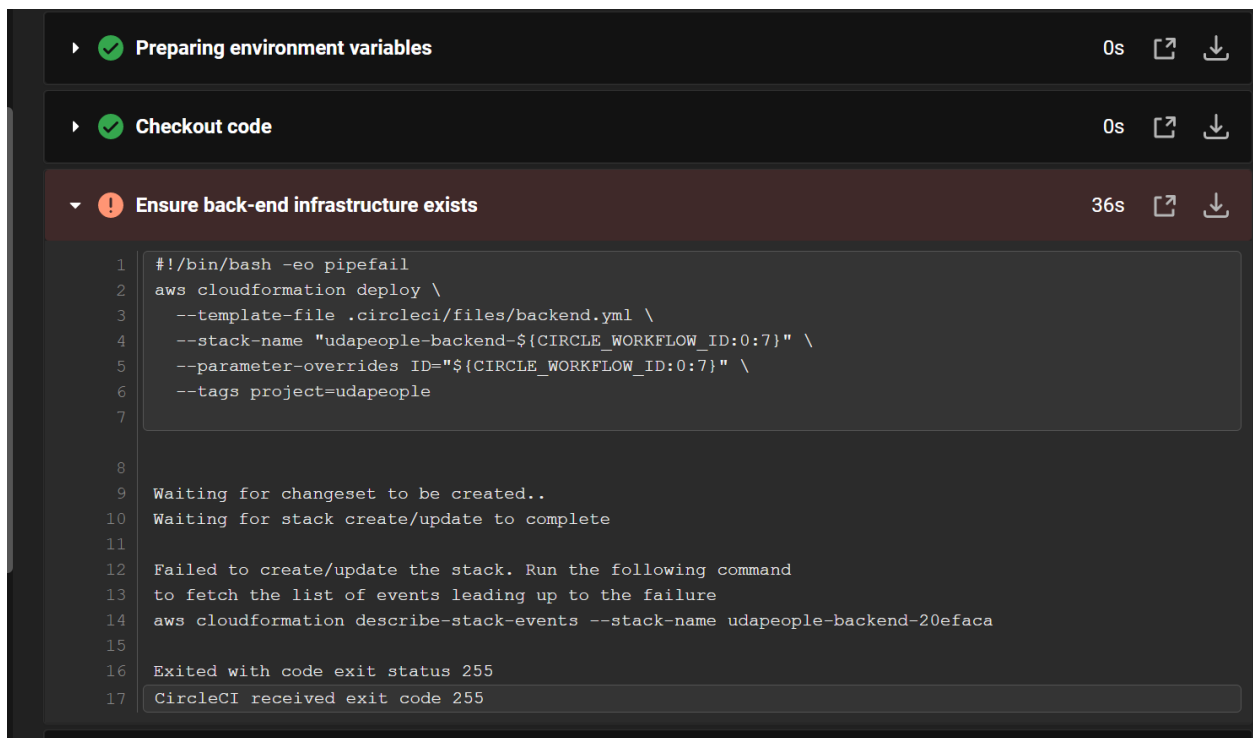 Preparing environment variables 0s
Checkout code 0s
Ensure back-end infrastructure exists 36s
1 #!/bin/bash -eo pipefail
2 aws cloudformation deploy \
3 --template-file .circleci/files/backend.yml \
4 --stack-name "udapeople-backend-${CIRCLE_WORKFLOW_ID:0:7}" \
5 --parameter-overrides ID="${CIRCLE_WORKFLOW_ID:0:7}" \
6 --tags project=udapeople
7
8
9 Waiting for changeset to be created..
10 Waiting for stack create/update to complete
11
12 Failed to create/update the stack. Run the following command
13 to fetch the list of events leading up to the failure
14 aws cloudformation describe-stack-events --stack-name udapeople-backend-20efaca
15
16 Exited with code exit status 255
17 CircleCI received exit code 255